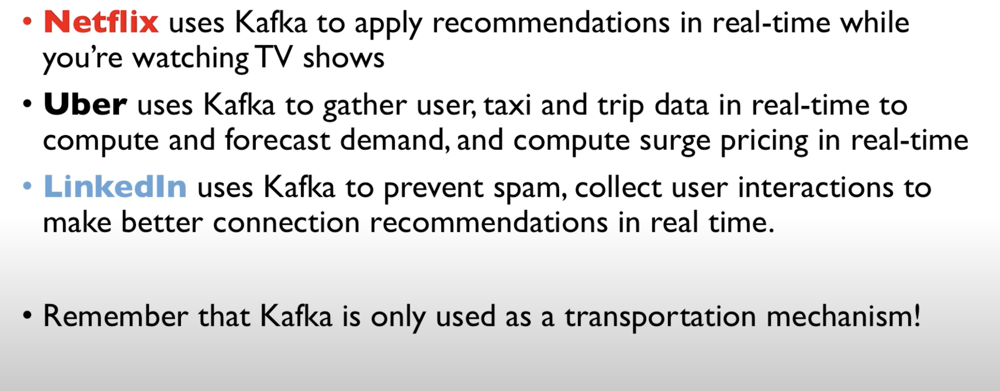 • Netflix uses Kafka to apply recommendations in real-time while
you’re watching TV shows
• Uber uses Kafka to gather user, taxi and trip data in real-time to
compute and forecast demand, and compute surge pricing in real-time
• LinkedIn uses Kafka to prevent spam, collect user interactions to
make better connection recommendations in real time.
• Remember that Kafka is only used as a transportation mechanism!